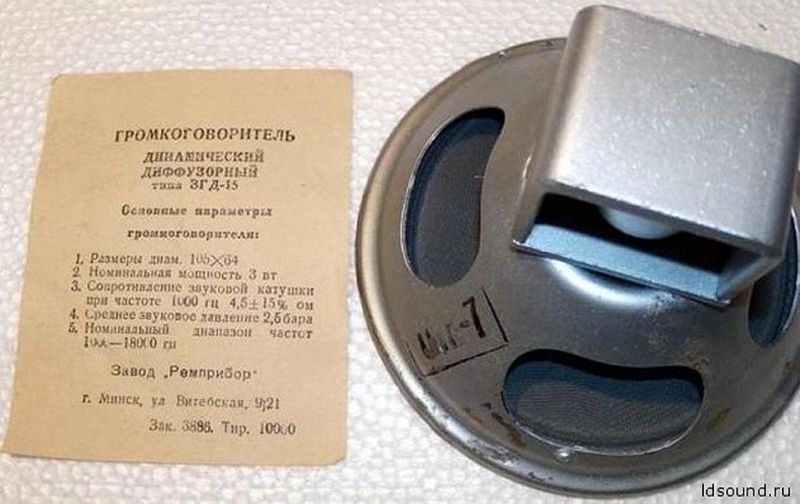 ГРОМКОГОВОРИТЕЛЬ
ДИНАМИЧЕСКИЙ
ДИФФУЗОРНЫЙ
типа 3ГД-15
Основные параметры
громкоговорителя:
1. Размеры диам. 105×64
2. Номинальная мощность 3 вт
3. Сопротивление звуковой катушки
при частоте 1000 гц 4,5±15% ом
4. Среднее звуковое давление 2,5 бара
5. Номинальный диапазон частот
—18000 гц
Завод „Ремприбор"
г. Минск, ул Витебская, 9;21
Зак. 3886. Тир. 10000
-7
ldsound.ru